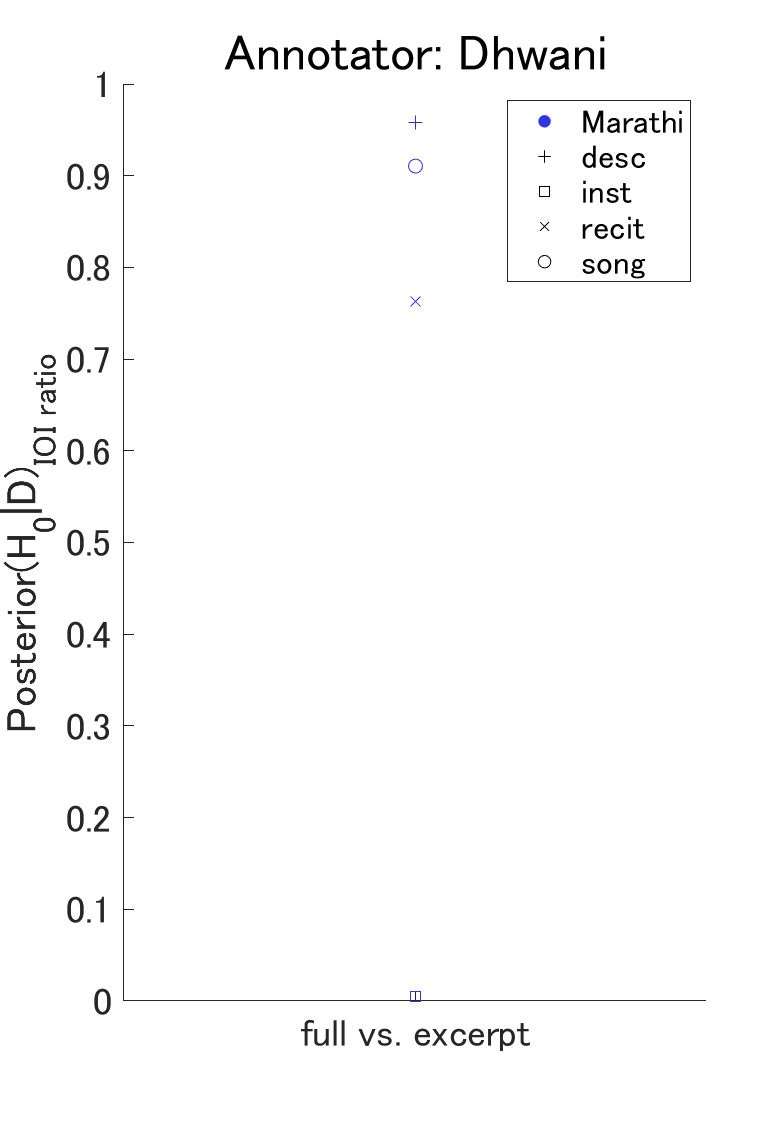 Annotator: Dhwani
1
0.9
0.8
0.7
0.6
0.5
0.4
0.3
0.2
0.1
0
Posterior(H0|D)IOI ratio
Marathi
desc
inst
recit
song
full vs. excerpt